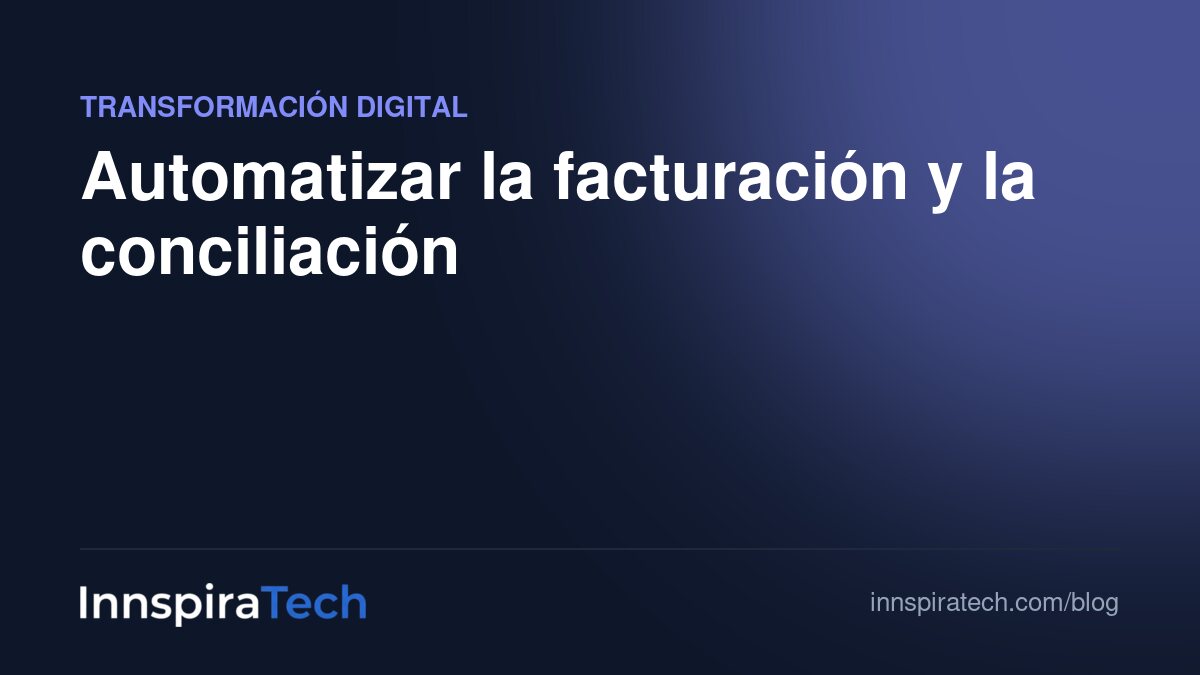 TRANSFORMACIÓN DIGITAL
Automatizar la facturación y la
conciliación
InnspiraTech
innspiratech.com/blog